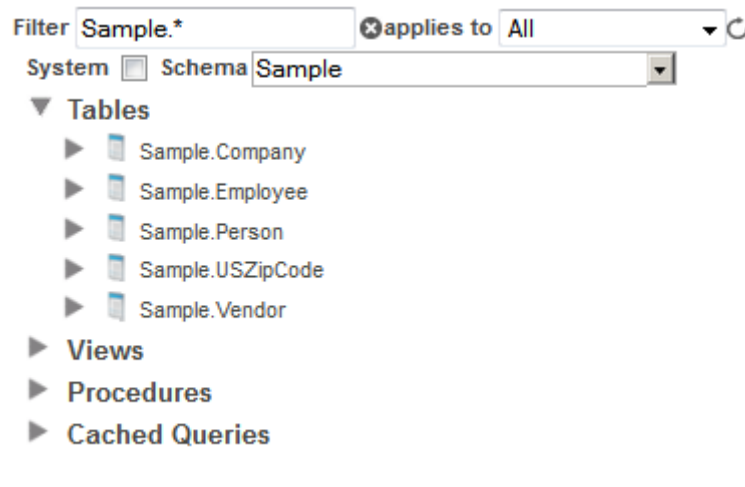 Filter Sample.* applies to All
System Schema Sample
Tables
Sample.Company
Sample.Employee
Sample.Person
Sample.USZipCode
Sample.Vendor
Views
Procedures
Cached Queries